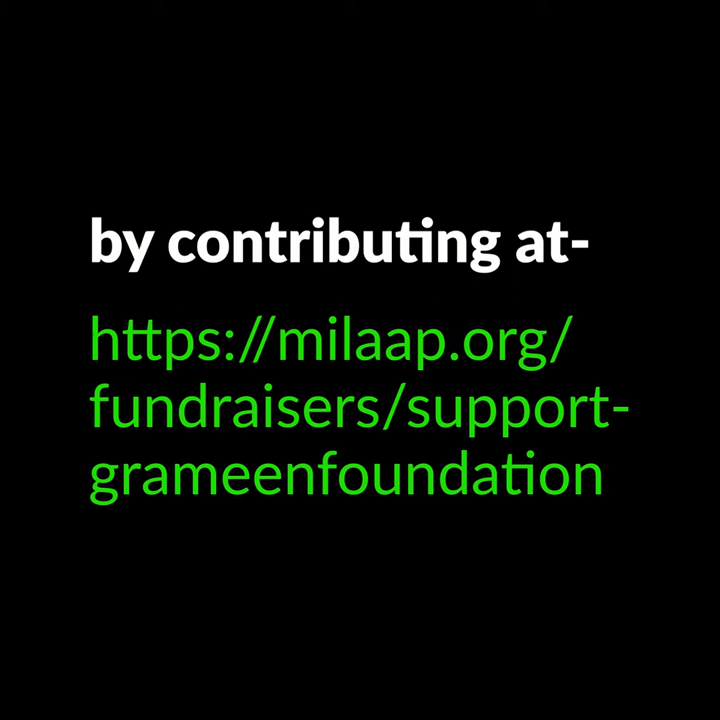 by contributing at-
https://milaap.org/
fundraisers/support-
grameenfoundation